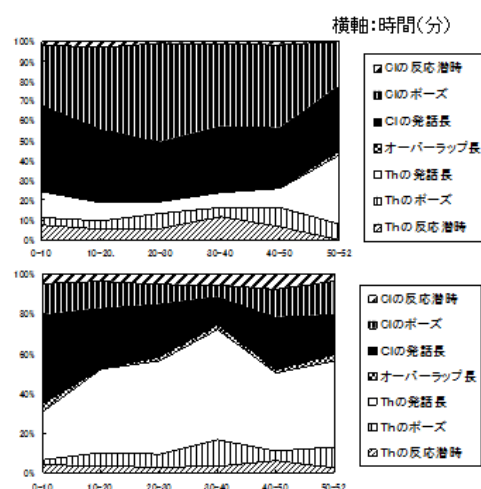 横軸:時間(分)
100%
90%
80%
70%
60%
50%
40%
30%
20%
10%
0%
0-10 10-20. 20-30 30-40 40-50 50-52
Clの反応潜時
Clのポーズ
Clの発話長
オーバーラップ長
Thの発話長
Thのポーズ
Thの反応潜時
100%
80%
60%
40%
20%
0%
0-10 10-20. 20-30 30-40 40-50 50-52
Clの反応潜時
Clのポーズ
Clの発話長
オーバーラップ長
Thの発話長
Thのポーズ
Thの反応潜時